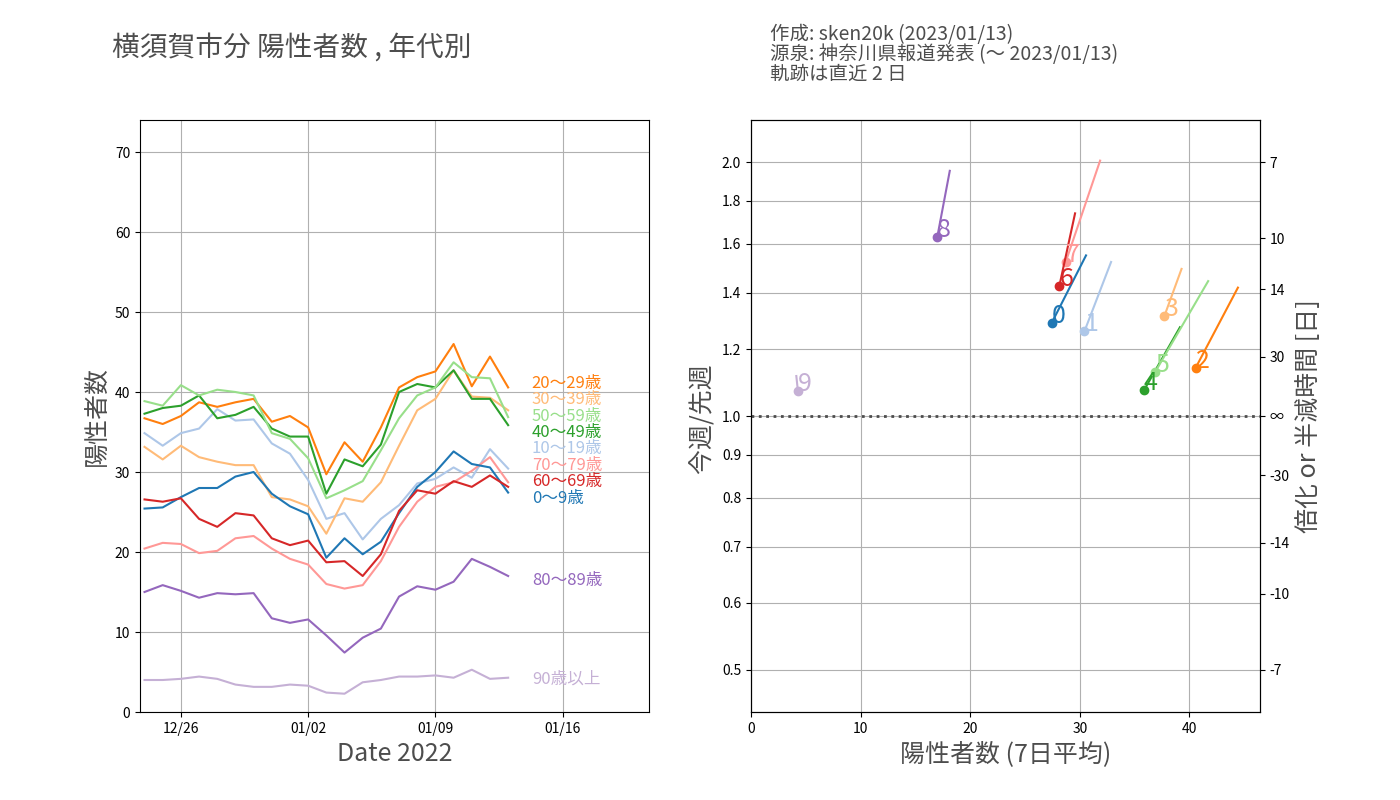 横須賀市分 陽性者数 , 年代別
作成: sken20k (2023/01/13)
源泉: 神奈川県報道発表 (〜 2023/01/13)
軌跡は直近 2 日
陽性者数
70
60
50
40
30
20
10
0
12/26
01/02
01/09
01/16
Date 2022
20〜29歳
30〜39歳
50〜59歳
40〜49歳
10〜19歳
70〜79歳
60〜69歳
0〜9歳
80〜89歳
90歳以上
今週/先週
2.0
1.8
1.6
1.4
1.2
1.0
0.9
0.8
0.7
0.6
0.5
8
7
6
0
1
3
2
5
4
9
0
10
20
30
40
陽性者数 (7日平均)
7
10
14
30
∞
-30
-14
-10
-7
倍化 or 半減時間 [日]